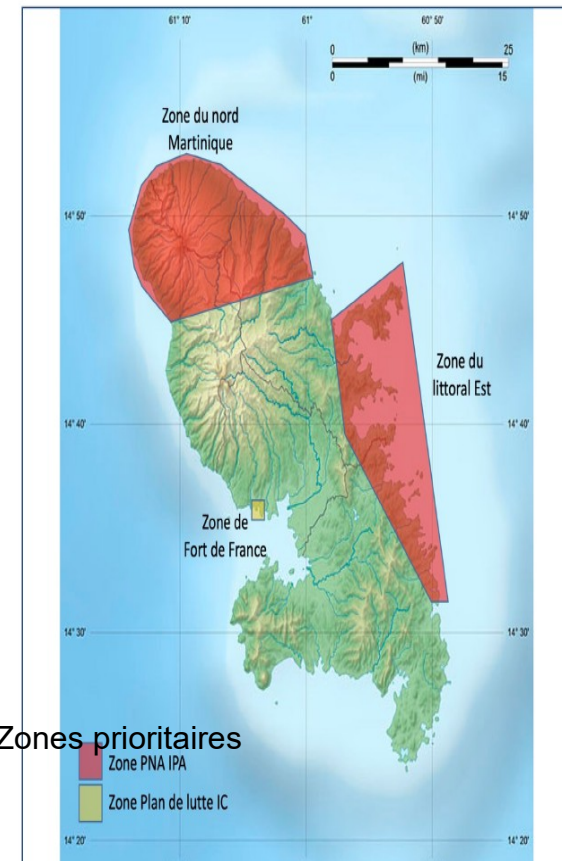 61° 10'
61°
60° 50'
0
(km)
25
0
(mi)
15
Zone du nord
Martinique
14° 50'
14° 50'
Zone du
littoral Est
14° 40'
14° 40'
Zone de
Fort de France
14° 30'
14° 30'
Zones prioritaires
Zone PNA IPA
Zone Plan de lutte IC
14° 20'
14° 20'